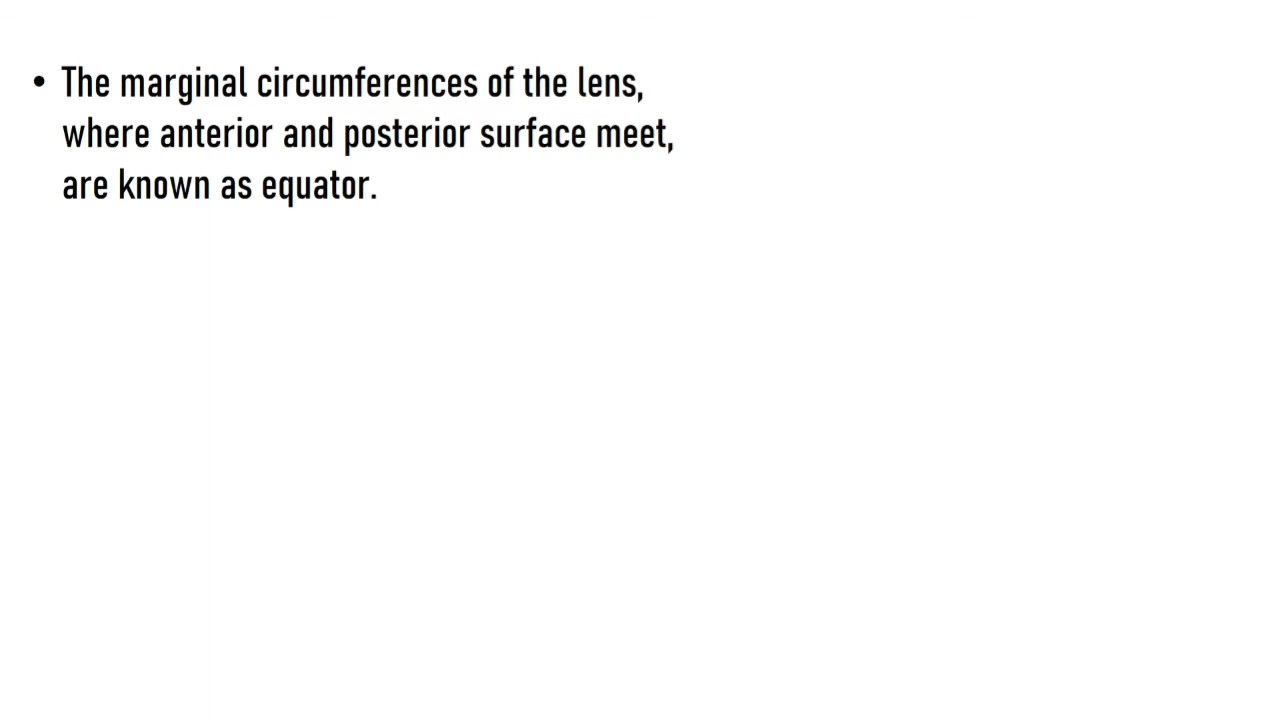 • The marginal circumferences of the lens,
where anterior and posterior surface meet,
are known as equator.